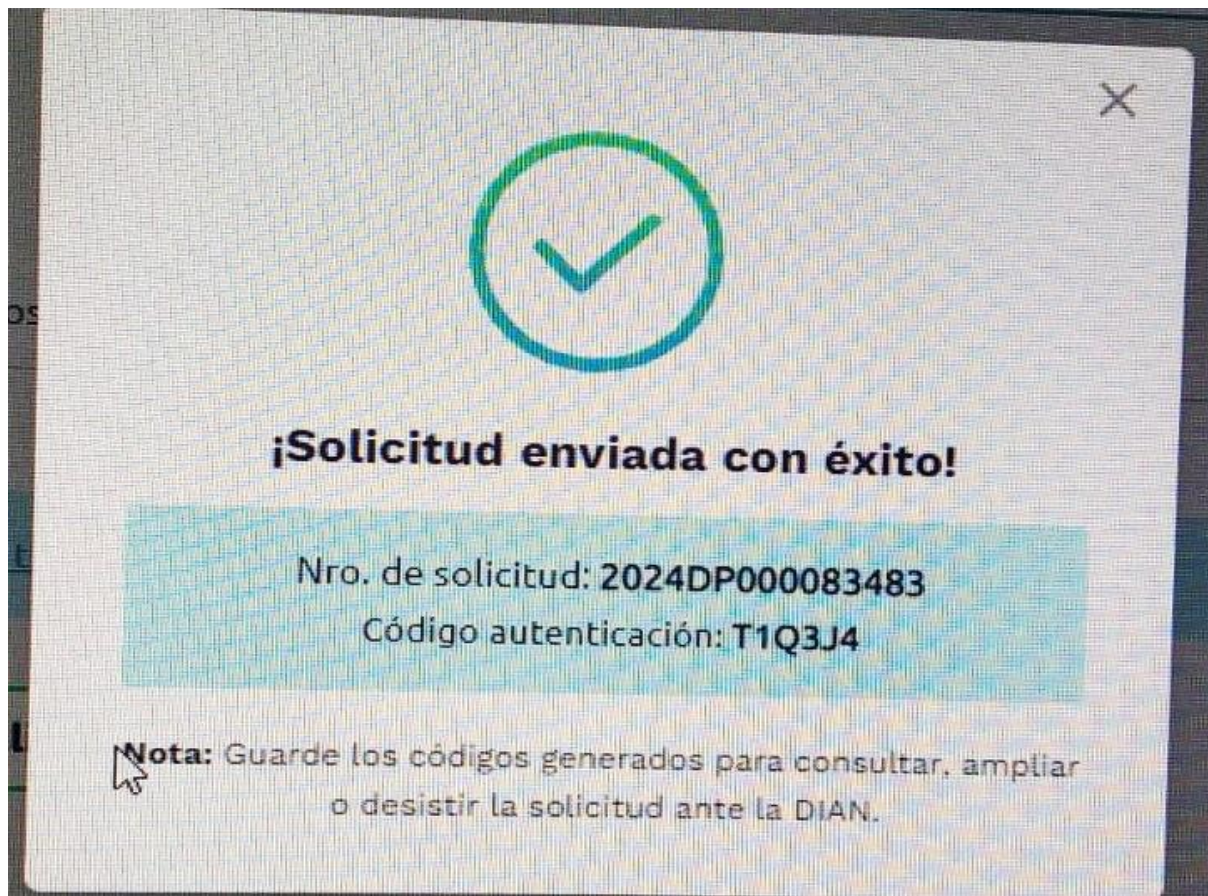 ¡Solicitud enviada con éxito!
Nro. de solicitud: 2024DP000083483
Código autenticación: T1Q3J4
Nota: Guarde los códigos generados para consultar, ampliar
o desistir la solicitud ante la DIAN.